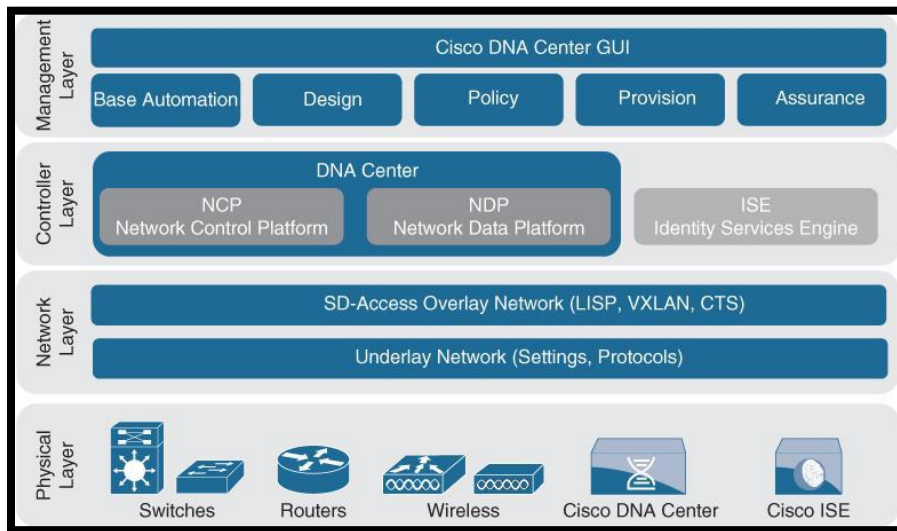 Management
Layer
Cisco DNA Center GUI
Base Automation
Design
Policy
Provision
Assurance
Controller
Layer
DNA Center
NCP
Network Control Platform
NDP
Network Data Platform
ISE
Identity Services Engine
Network
Layer
SD-Access Overlay Network (LISP, VXLAN, CTS)
Underlay Network (Settings, Protocols)
Physical
Layer
Switches
Routers
Wireless
Cisco DNA Center
Cisco ISE